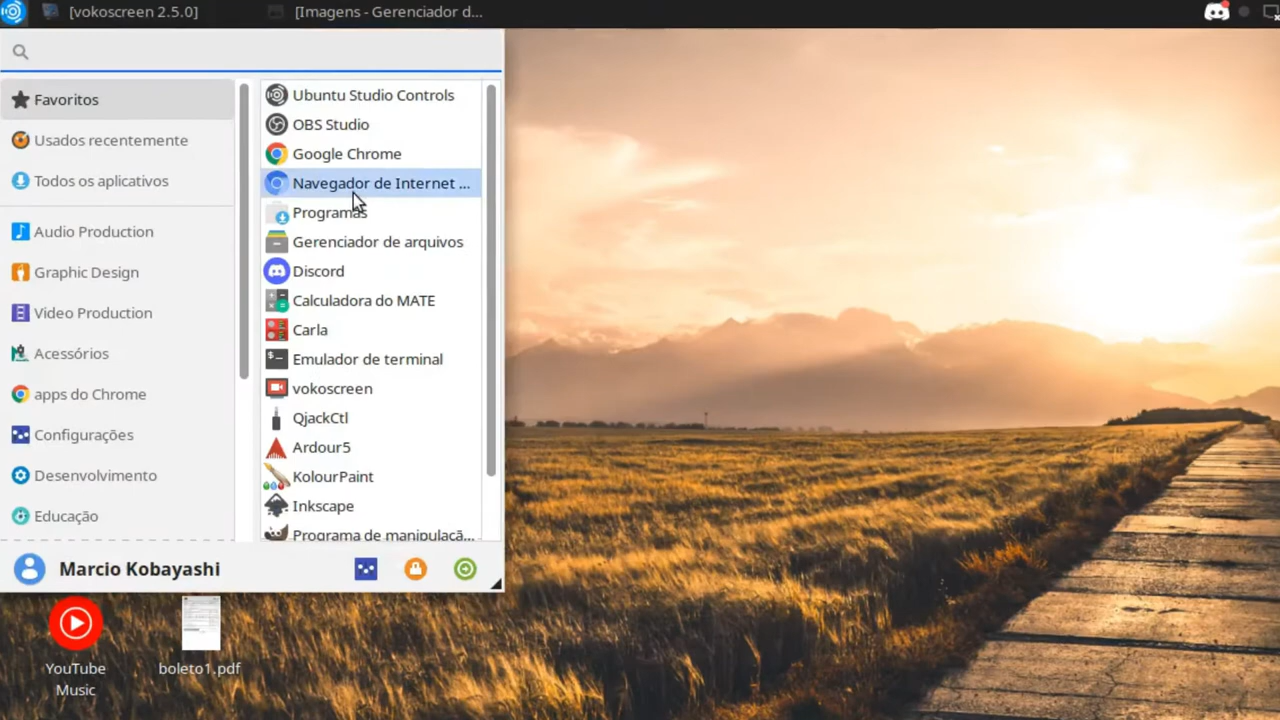 [vokoscreen 2.5.0]
[Imagens - Gerenciador d...
Favoritos
Usados recentemente
Todos os aplicativos
Audio Production
Graphic Design
Video Production
Acessórios
apps do Chrome
Configurações
Desenvolvimento
Educação
Ubuntu Studio Controls
OBS Studio
Google Chrome
Navegador de Internet ...
Programas
Gerenciador de arquivos
Discord
Calculadora do MATE
Carla
Emulador de terminal
vokoscreen
QjackCtl
Ardour5
KolourPaint
Inkscape
Programa de manipulaçã...
Marcio Kobayashi
YouTube
Music
boleto1.pdf